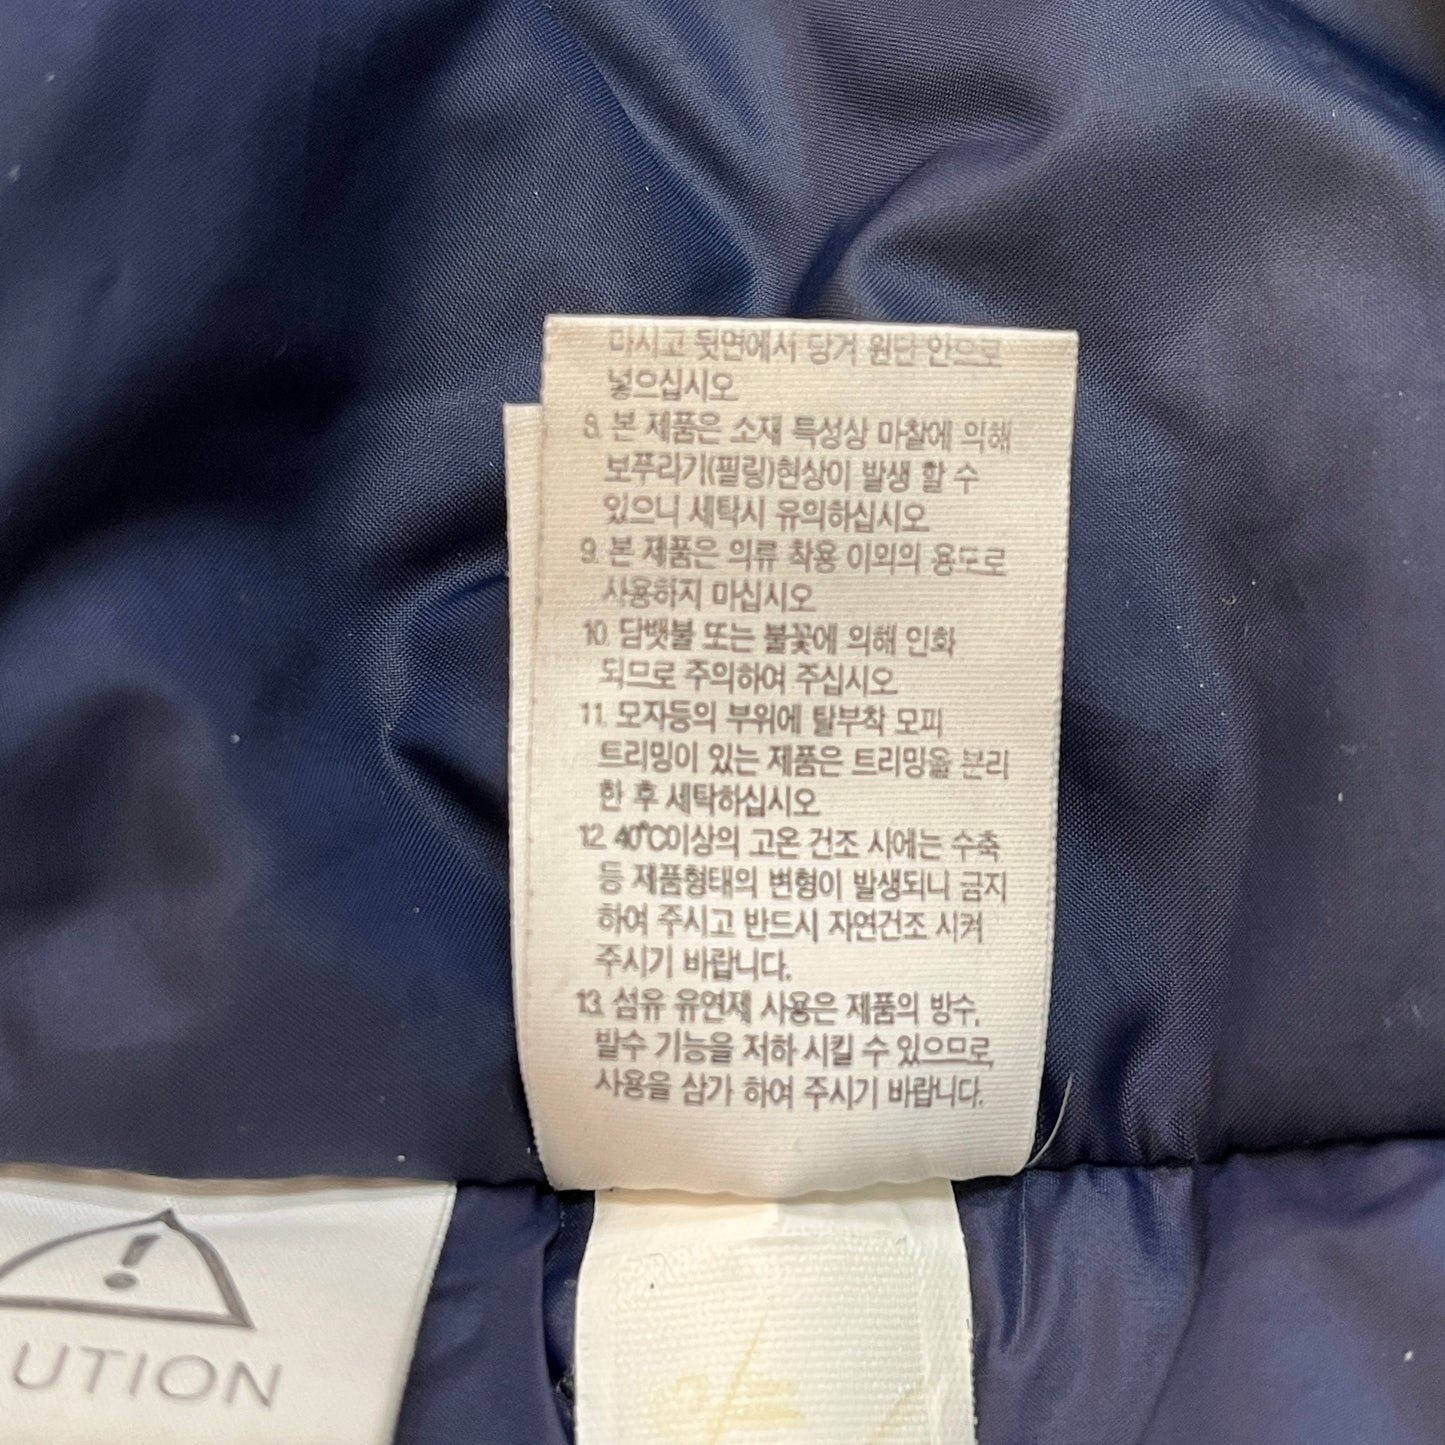 마시고 뒷면에서 당겨 원단 안으로
넣으십시오
8. 본 제품은 소재 특성상 마찰에 의해
보푸라기(필링)현상이 발생 할 수
있으니 세탁시 유의하십시오
9. 본 제품은 의류 착용 이외의 용도로
사용하지 마십시오
10. 담뱃불 또는 불꽃에 의해 인화
되므로 주의하여 주십시오
11. 모자등의 부위에 탈부착 모피
트리밍이 있는 제품은 트리밍을 분리
한 후 세탁하십시오
12. 40℃이상의 고온 건조 시에는 수축
등 제품형태의 변형이 발생되니 금지
하여 주시고 반드시 자연건조 시켜
주시기 바랍니다.
13. 섬유 유연제 사용은 제품의 방수,
발수 기능을 저하 시킬 수 있으므로
사용을 삼가 하여 주시기 바랍니다.
UTION